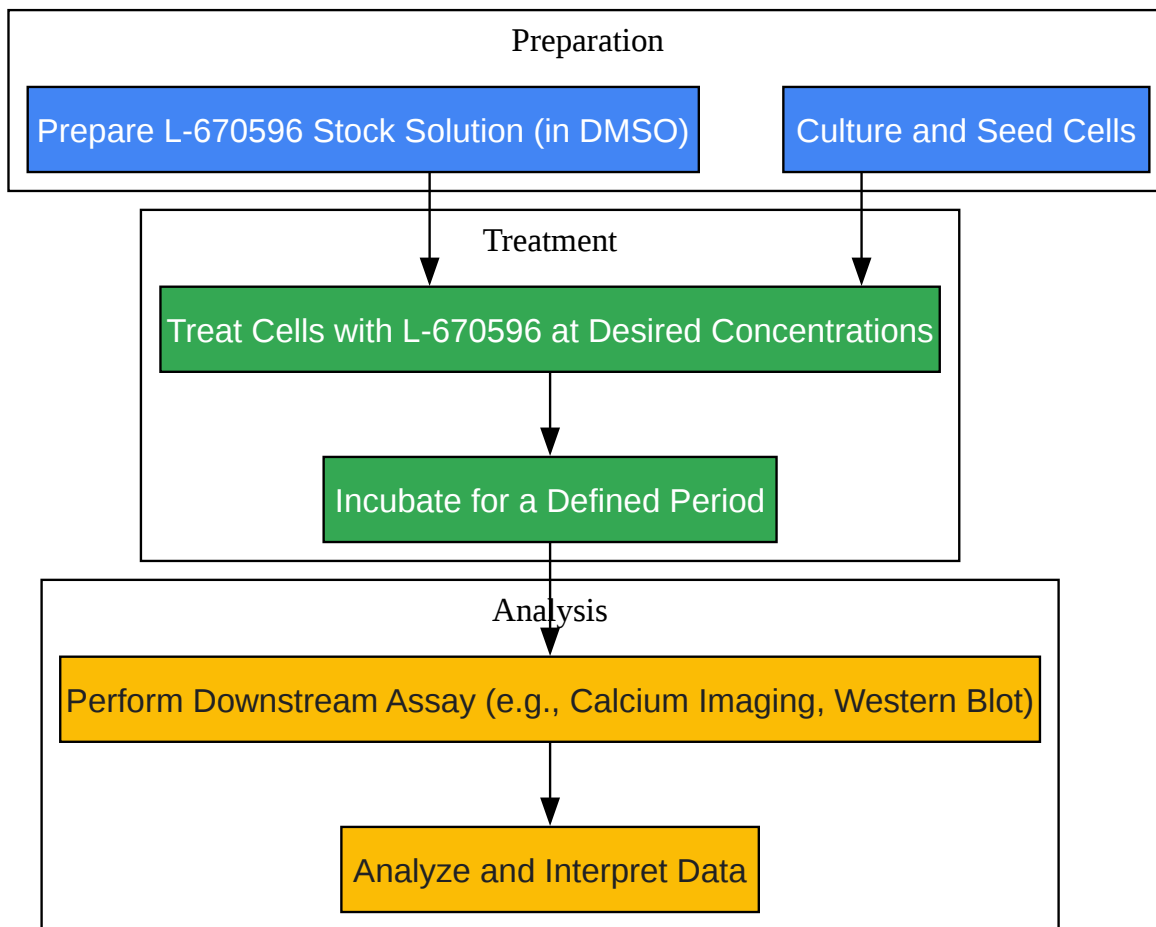 Preparation
Prepare L-670596 Stock Solution (in DMSO)
Culture and Seed Cells
Treatment
Treat Cells with L-670596 at Desired Concentrations
Incubate for a Defined Period
Analysis
Perform Downstream Assay (e.g., Calcium Imaging, Western Blot)
Analyze and Interpret Data